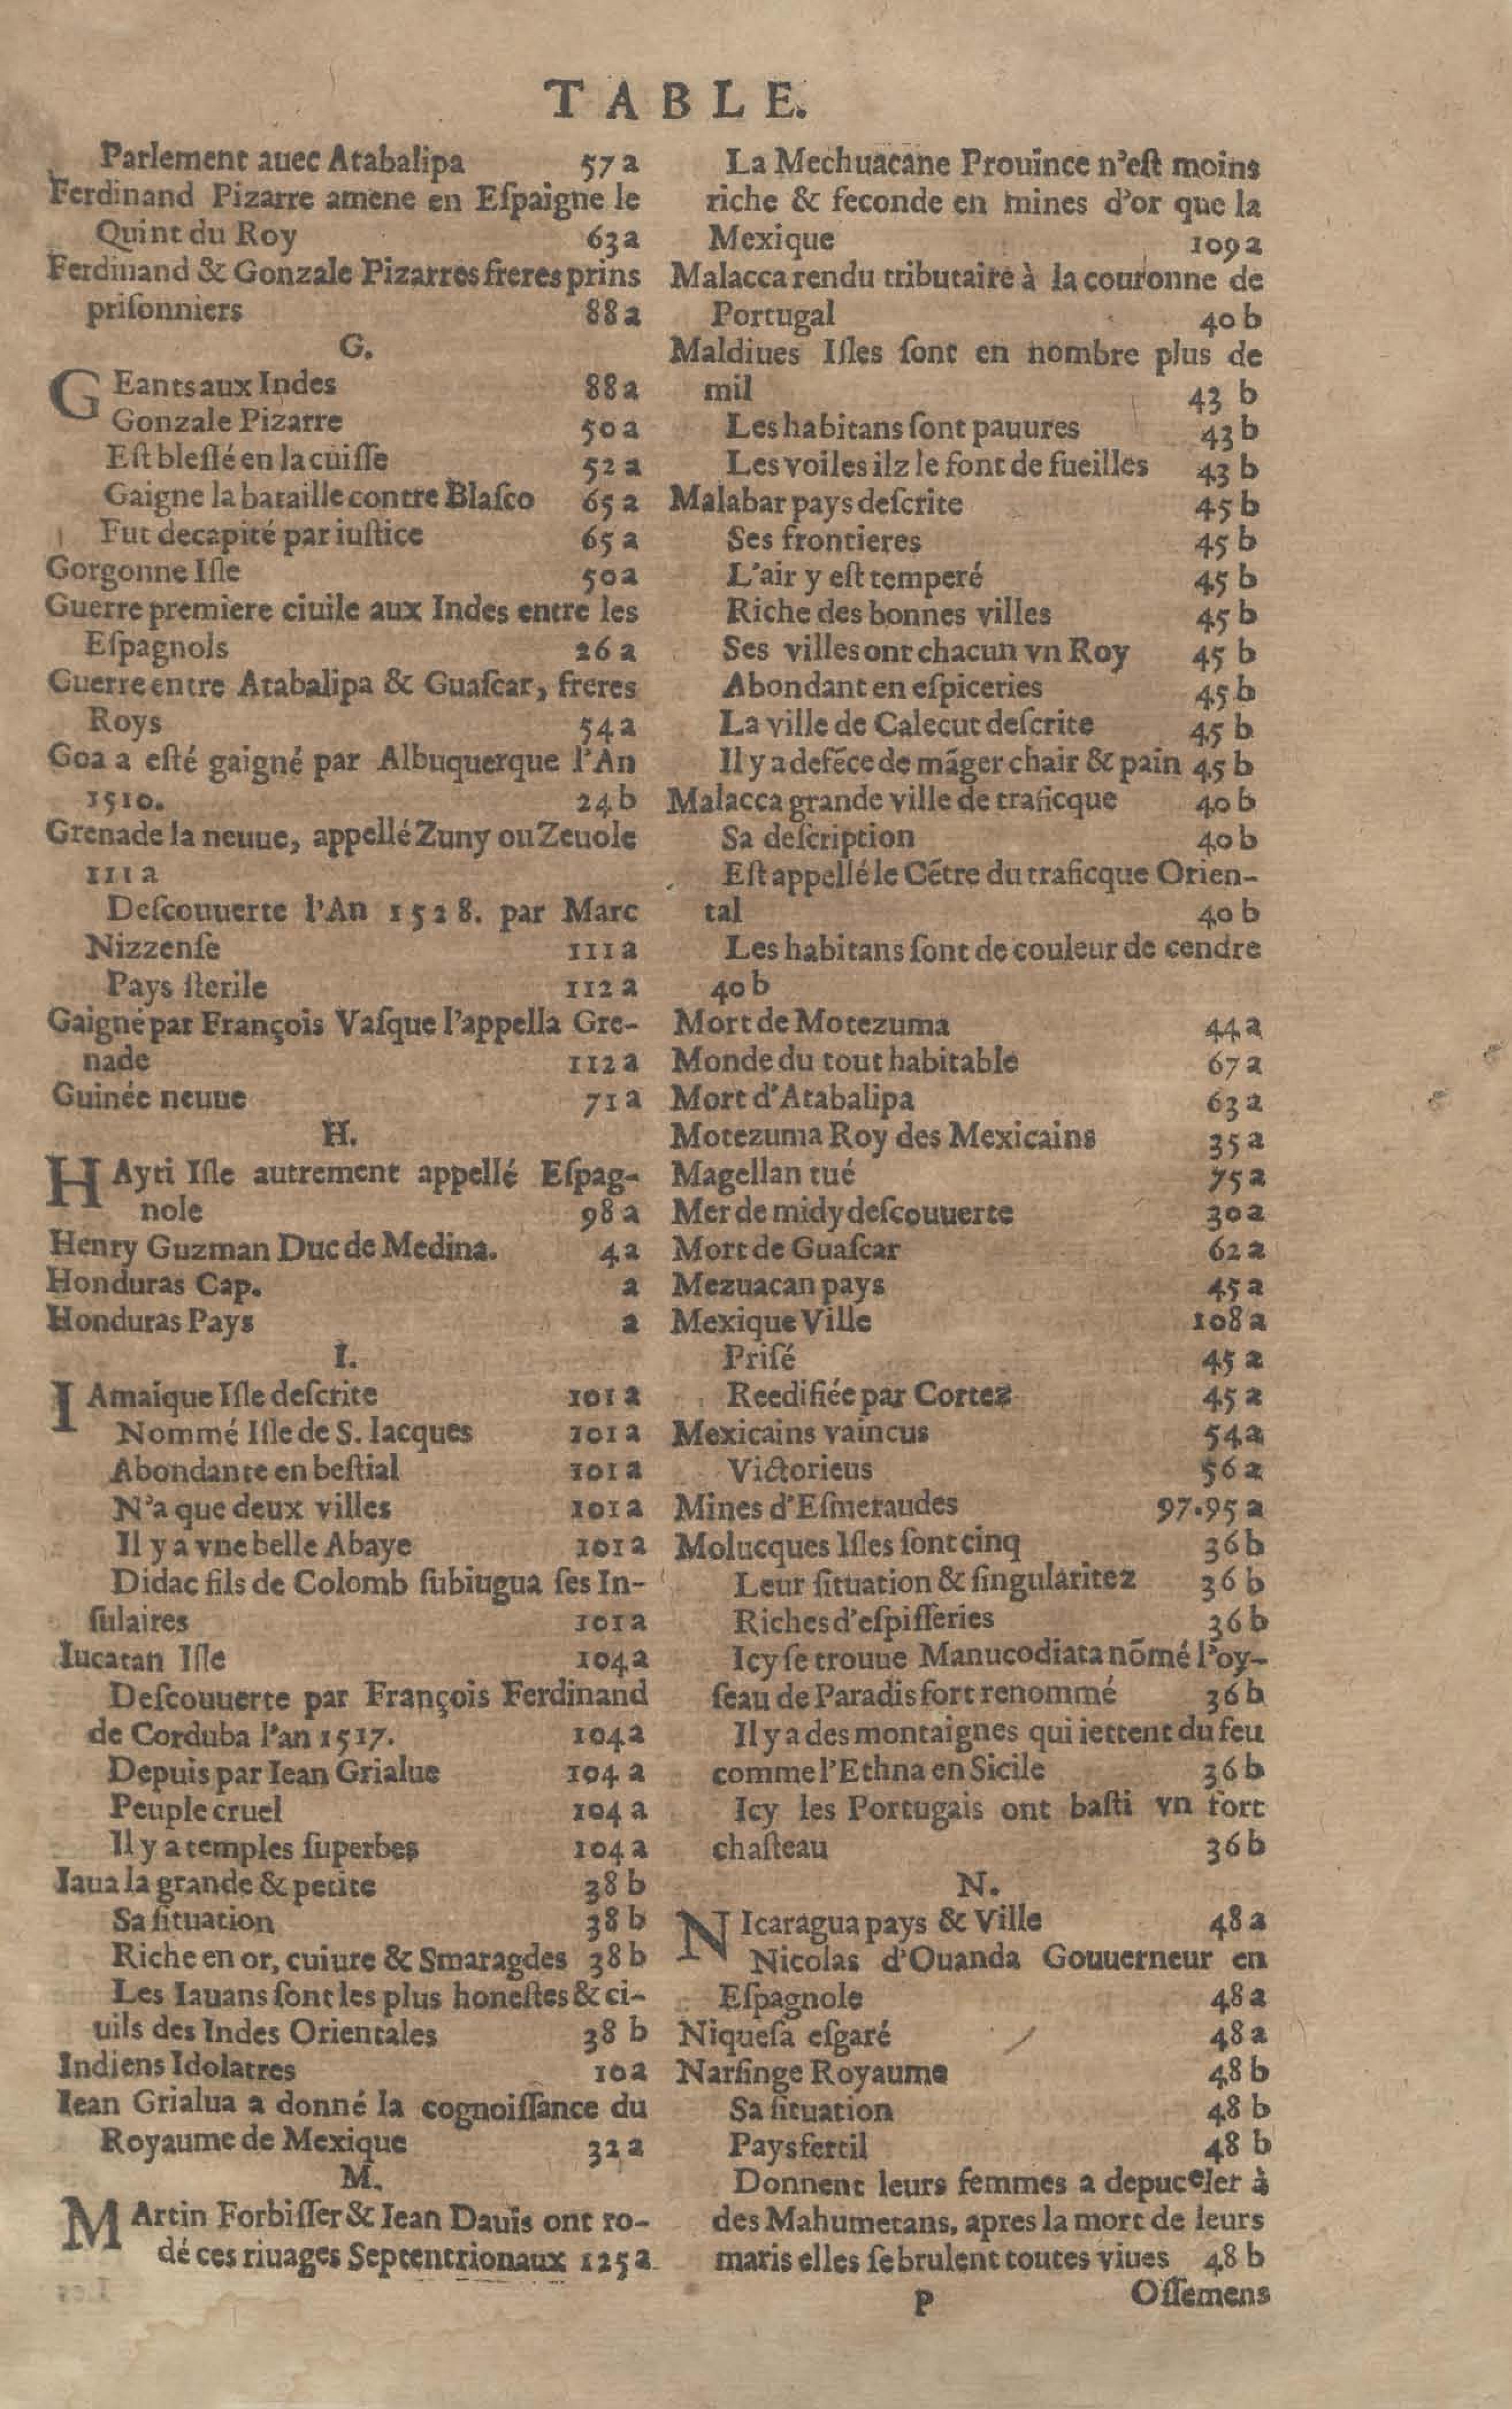 TABLE.
Parlement auec Atabalipa 57 a
Ferdinand Pizarre amene en Eſpaigne le
Quint du Roy 63 a
Ferdinand & Gonzale Pizarres freres prins
priſonniers 88 a
G.
GEants aux Indes 88 a
Gonzale Pizarre 50 a
Eſt bleſſé en la cuiſſe 52 a
Gaigne la bataille contre Blaſco 65 a
Fut decapité par iuſtice 65 a
Gorgonne Iſle 50 a
Guerre premiere ciuile aux Indes entre les
Eſpagnols 26 a
Guerre entre Atabalipa & Guaſcar, freres
Roys 54 a
Goa a eſté gaigné par Albuquerque l'An
1510. 24 b
Grenade la neuue, appellé Zuny ou Zeuole
111 a
Deſcouuerte l'An 1528. par Marc
Nizzenſe 111 a
Pays ſterile 112 a
Gaigné par François Vaſque l'appella Gre-
nade 112 a
Guinée neuue 71 a
H.
HAyti Iſle autrement appellé Eſpag-
nole 98 a
Henry Guzman Duc de Medina. 4 a
Honduras Cap. a
Honduras Pays a
I.
IAmaique Iſle deſcrite 101 a
Nommé Iſle de S. Iacques 101 a
Abondante en beſtial 101 a
N'a que deux villes 101 a
Il y a vne belle Abaye 101 a
Didac fils de Colomb ſubiugua ſes In-
ſulaires 101 a
Iucatan Iſle 104 a
Deſcouuerte par François Ferdinand
de Corduba l'an 1517. 104 a
Depuis par Iean Grialue 104 a
Peuple cruel 104 a
Il y a temples ſuperbes 104 a
Iaua la grande & petite 38 b
Sa ſituation 38 b
Riche en or, cuiure & Smaragdes 38 b
Les Iauans ſont les plus honeſtes & ci-
uils des Indes Orientales 38 b
Indiens Idolatres 10 a
Iean Grialua a donné la cognoiſſance du
Royaume de Mexique 32 a
M.
MArtin Forbiſſer & Iean Dauis ont ro-
dé ces riuages Septentrionaux 125 a
La Mechuacane Prouince n'eſt moins
riche & feconde en mines d'or que la
Mexique 109 a
Malacca rendu tributaire à la couronne de
Portugal 40 b
Maldiues Iſles ſont en nombre plus de
mil 43 b
Les habitans ſont pauures 43 b
Les voiles ilz le font de fueilles 43 b
Malabar pays deſcrite 45 b
Ses frontieres 45 b
L'air y eſt temperé 45 b
Riche des bonnes villes 45 b
Ses villes ont chacun vn Roy 45 b
Abondant en eſpiceries 45 b
La ville de Calecut deſcrite 45 b
Il y a defẽce de mãger chair & pain 45 b
Malacca grande ville de traficque 40 b
Sa deſcription 40 b
Eſt appellé le Cẽtre du traficque Orien-
tal 40 b
Les habitans ſont de couleur de cendre
40 b
Mort de Motezuma 44 a
Monde du tout habitable 67 a
Mort d'Atabalipa 63 a
Motezuma Roy des Mexicains 35 a
Magellan tué 75 a
Mer de midy deſcouuerte 30 a
Mort de Guaſcar 62 a
Mezuacan pays 45 a
Mexique Ville 108 a
Priſé 45 a
Reedifiée par Cortez 45 a
Mexicains vaincus 54 a
Victorieus 56 a
Mines d'Eſmeraudes 97.95 a
Molucques Iſles ſont cinq 36 b
Leur ſituation & ſingularitez 36 b
Riches d'eſpiſſeries 36 b
Icy ſe trouue Manucodiata nõmé l'oy-
ſeau de Paradis fort renommé 36 b
Il y a des montaignes qui iettent du feu
comme l'Ethna en Sicile 36 b
Icy les Portugais ont baſti vn fort
chaſteau 36 b
N.
NIcaragua pays & Ville 48 a
Nicolas d'Ouanda Gouuerneur en
Eſpagnole 48 a
Niqueſa eſgaré 48 a
Narſinge Royaume 48 b
Sa ſituation 48 b
Pays fertil 48 b
Donnent leurs femmes a depuceler à
des Mahumetans, apres la mort de leurs
maris elles ſe brulent toutes viues 48 b
P Oſſemens